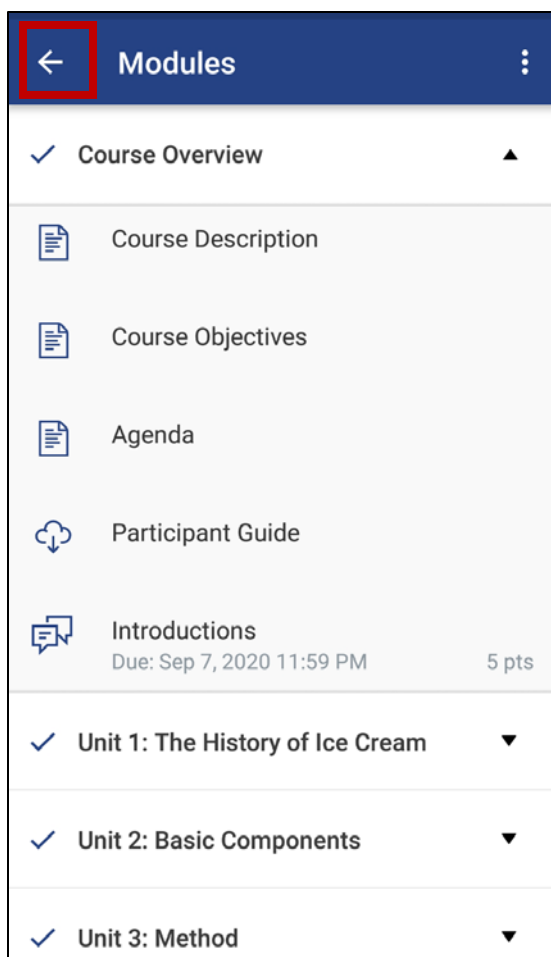 Modules
Course Overview
Course Description
Course Objectives
Agenda
Participant Guide
Introductions
Due: Sep 7, 2020 11:59 PM 5 pts
Unit 1: The History of Ice Cream
Unit 2: Basic Components
Unit 3: Method